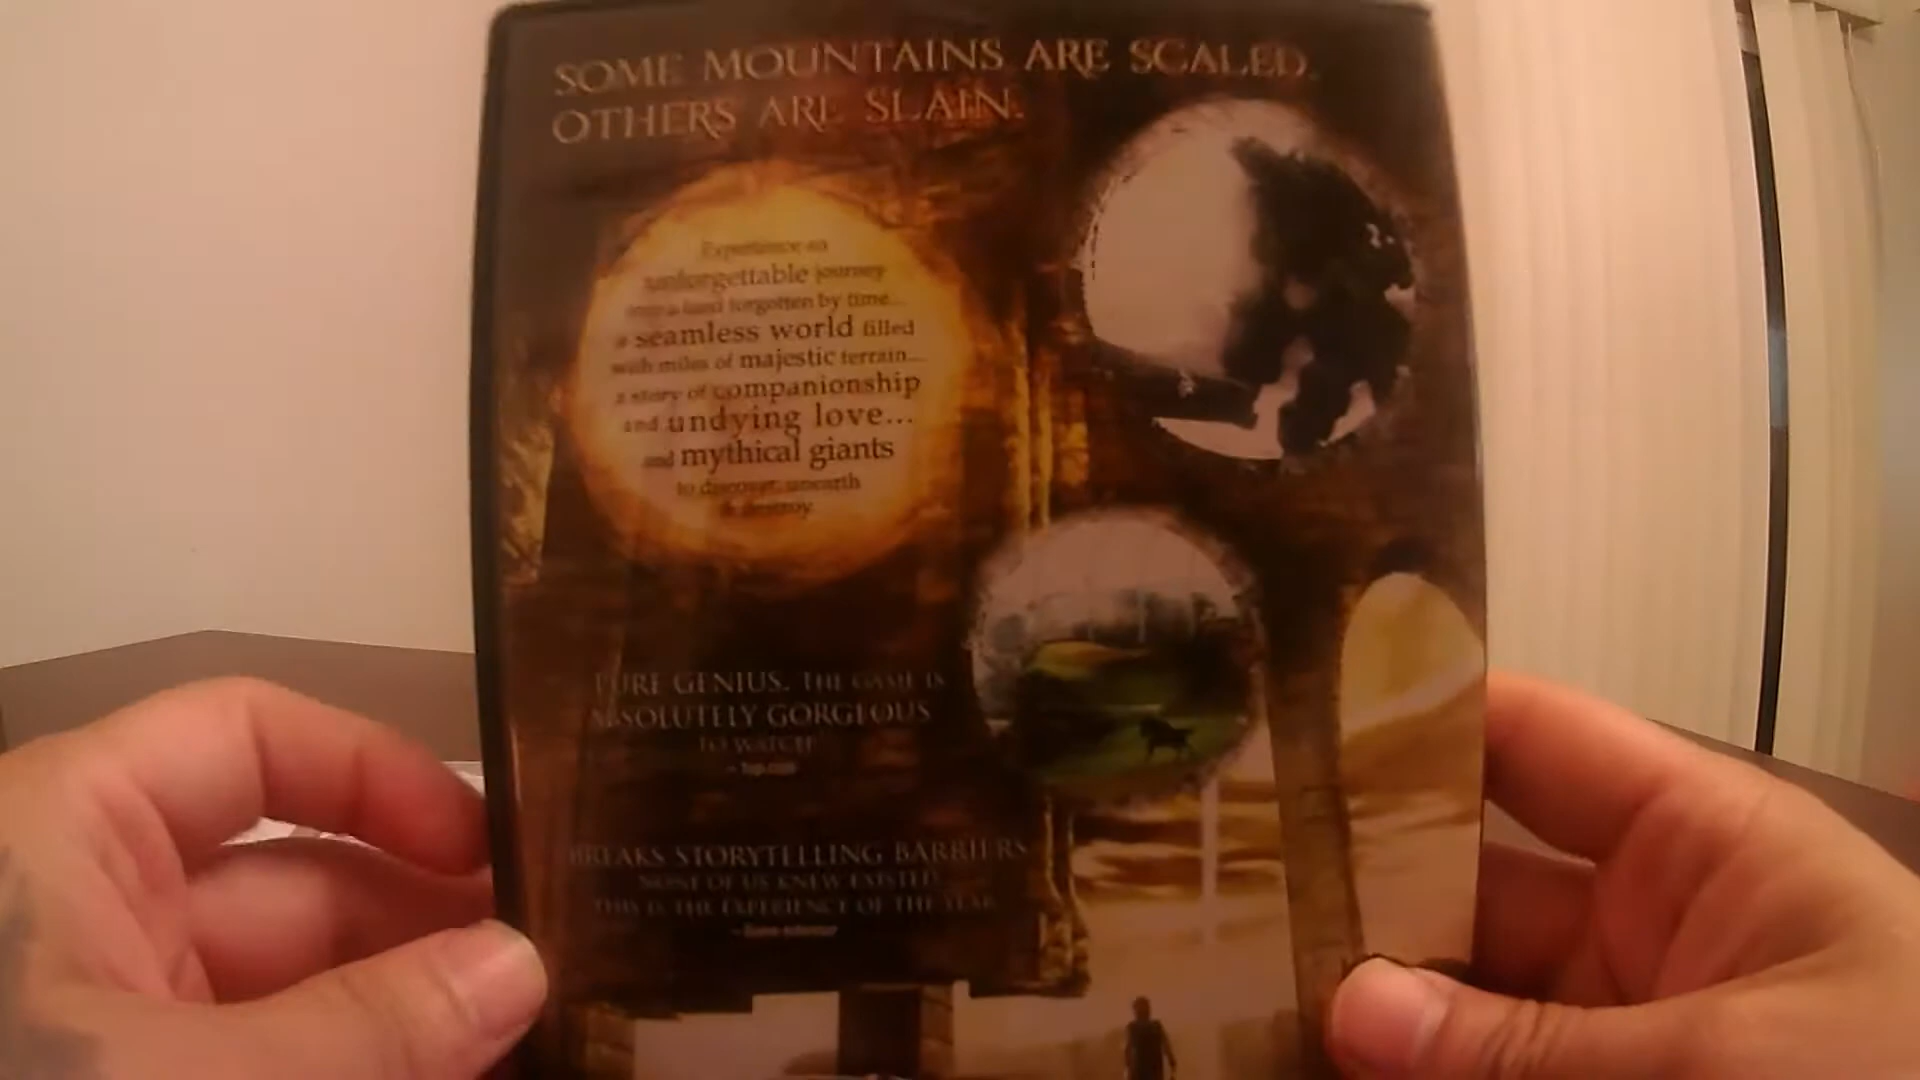 SOME MOUNTAINS ARE SCALED.
OTHERS ARE SLAIN.
Experience an
unforgettable journey
into a land forgotten by time...
a seamless world filled
with miles of majestic terrain...
a story of companionship
and undying love...
and mythical giants
to discover, unearth
& destroy.
PURE GENIUS. THE GAME IS
ABSOLUTELY GORGEOUS
TO WATCH
BREAKS STORYTELLING BARRIERS
NONE OF US KNEW EXISTED.
THIS IS THE EXPERIENCE OF THE YEAR